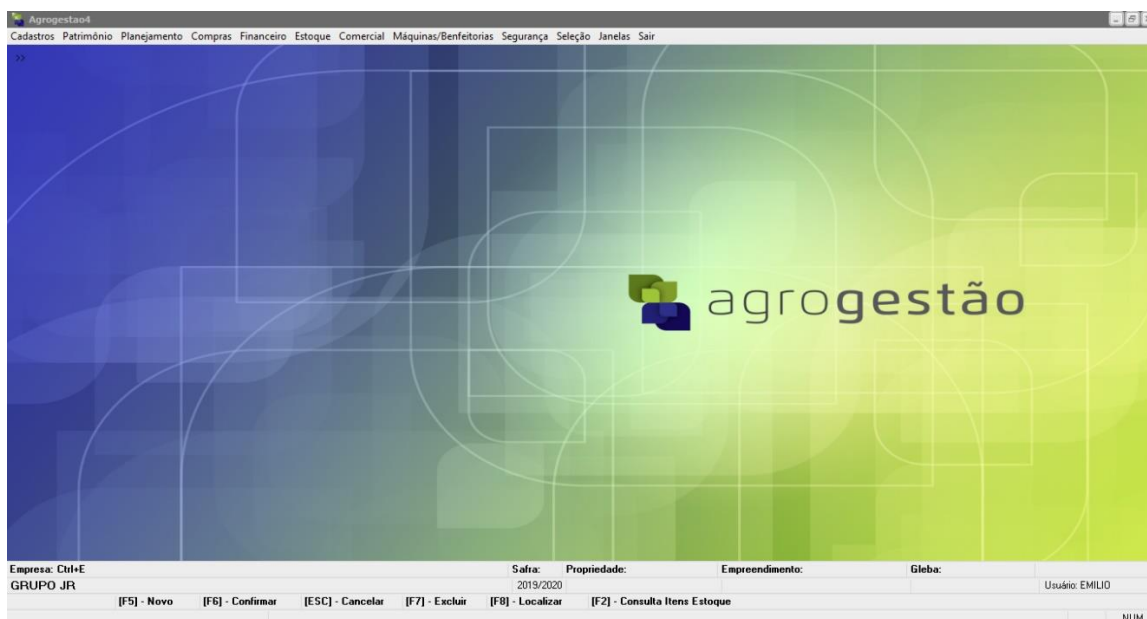 Agrogestao4
Cadastros Patrimônio Planejamento Compras Financeiro Estoque Comercial Máquinas/Benfeitorias Segurança Seleção Janelas Sair
>>
agrogestão
Empresa: Ctrl+E Safra: Propriedade: Empreendimento: Gleba:
GRUPO JR 2019/2020 Usuário: EMILIO
[F5] - Novo [F6] - Confirmar [ESC] - Cancelar [F7] - Excluir [F8] - Localizar [F2] - Consulta Itens Estoque
NUM